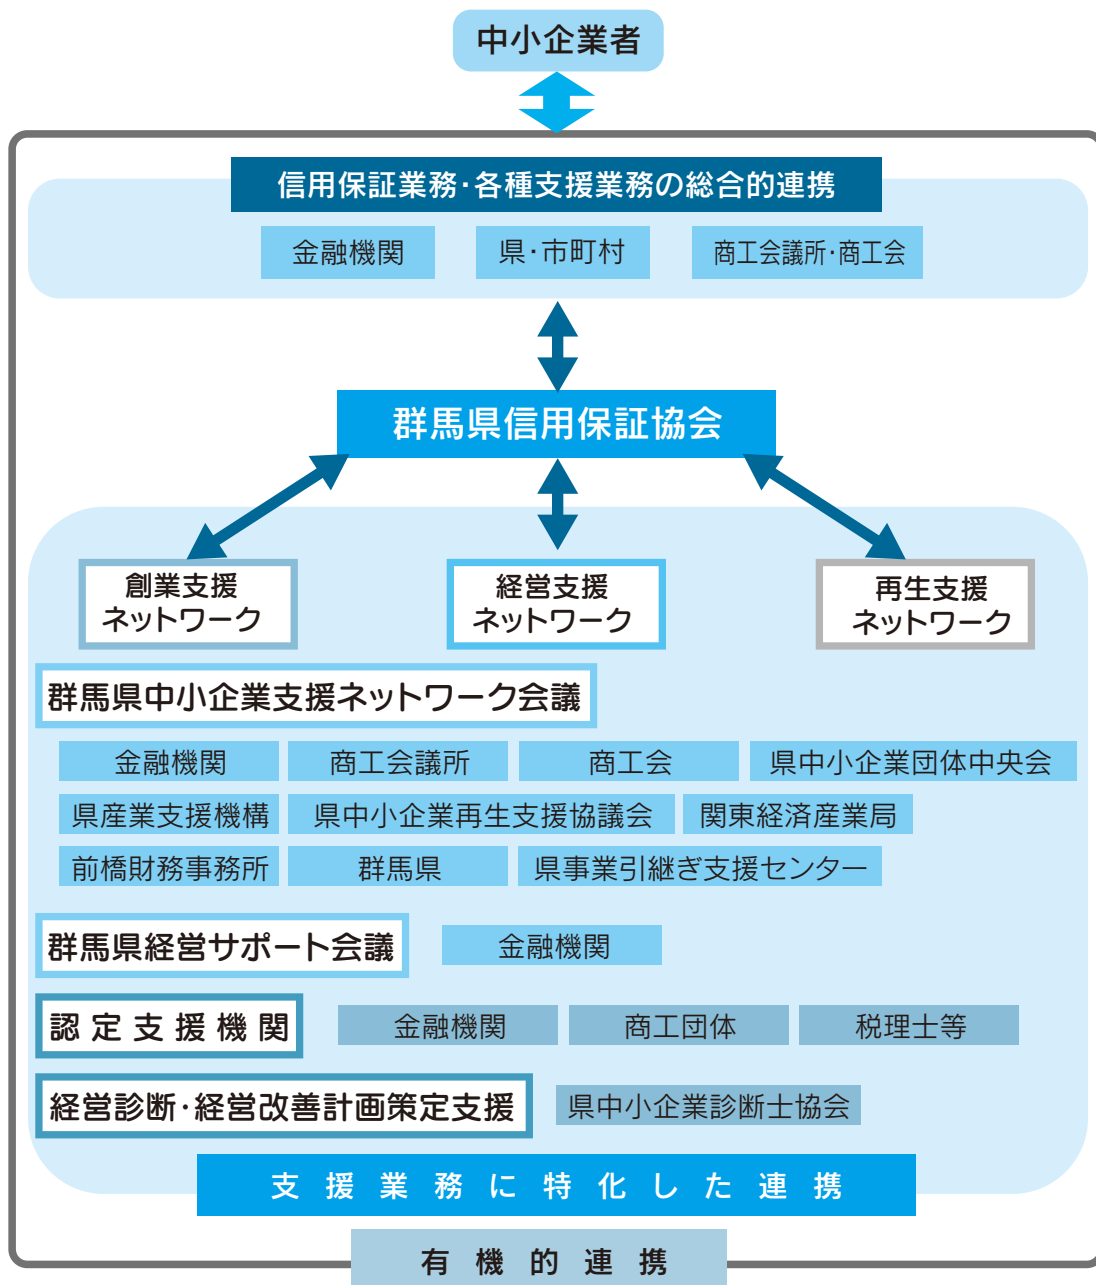 中小企業者
信用保証業務・各種支援業務の総合的連携
金融機関
県・市町村
商工会議所・商工会
群馬県信用保証協会
創業支援
ネットワーク
経営支援
ネットワーク
再生支援
ネットワーク
群馬県中小企業支援ネットワーク会議
金融機関
商工会議所
商工会
県中小企業団体中央会
県産業支援機構
県中小企業再生支援協議会
関東経済産業局
前橋財務事務所
群馬県
県事業引継ぎ支援センター
群馬県経営サポート会議
金融機関
認定支援機関
金融機関
商工団体
税理士等
経営診断・経営改善計画策定支援
県中小企業診断士協会
支援業務に特化した連携
有機的連携